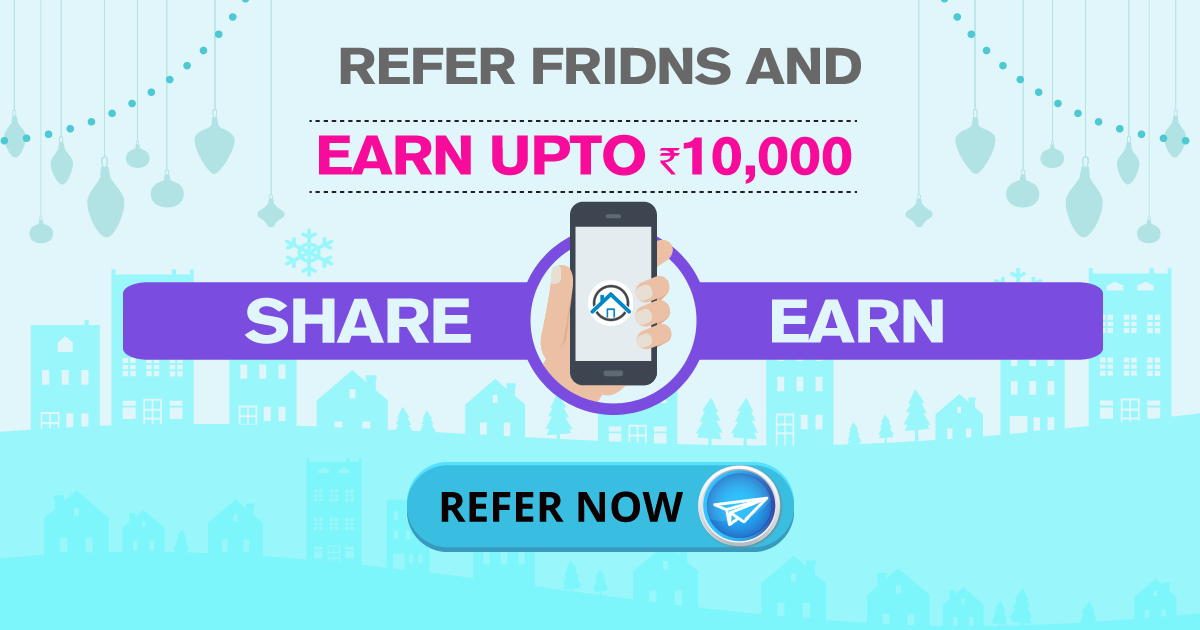 REFER FRIDNS AND
EARN UPTO ₹10,000
SHARE EARN
REFER NOW